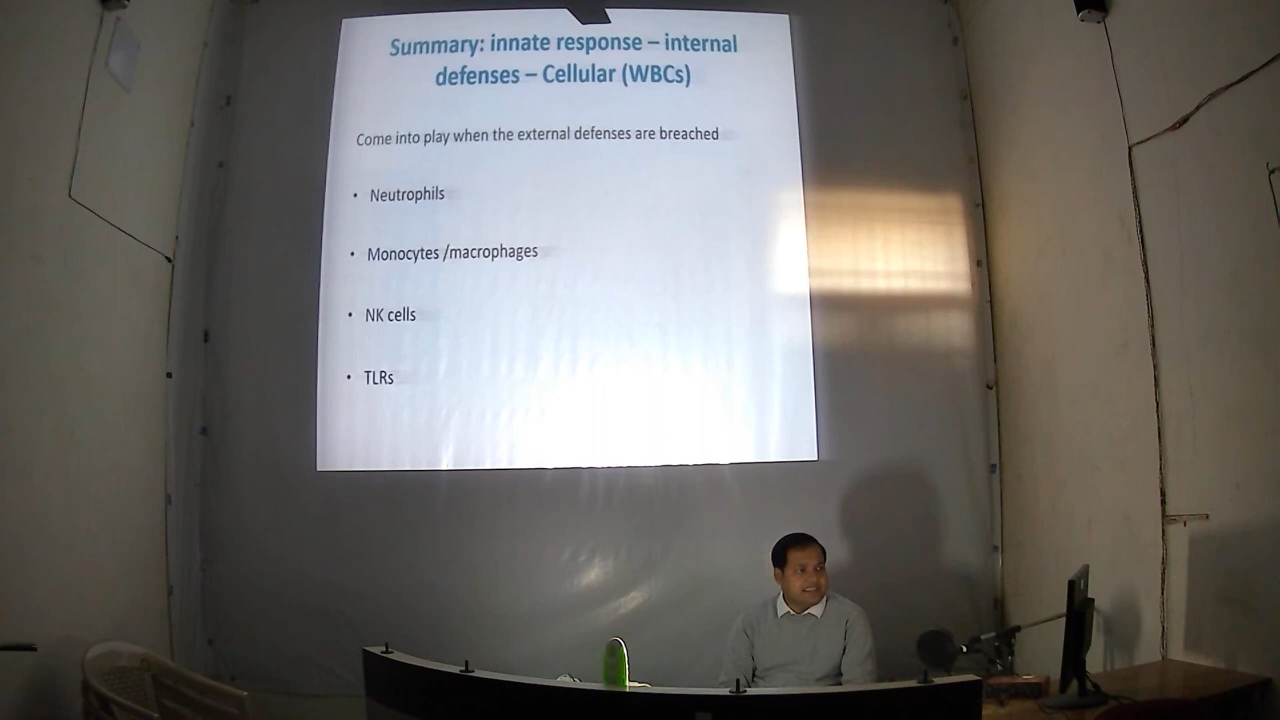 Summary: innate response – internal
defenses – Cellular (WBCs)
Come into play when the external defenses are breached
• Neutrophils
• Monocytes /macrophages
• NK cells
• TLRs